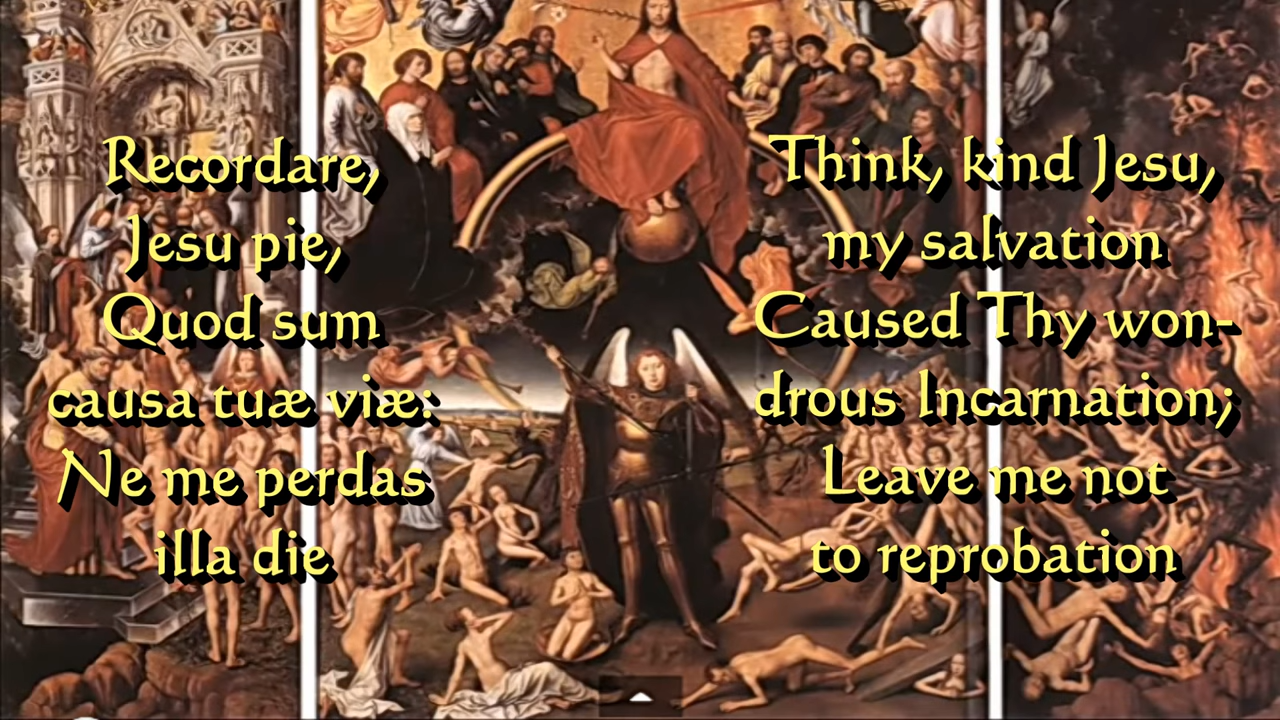 Recordare,
Jesu pie,
Quod sum
causa tuæ viæ:
Ne me perdas
illa die
Think, kind Jesu,
my salvation
Caused Thy won-
drous Incarnation;
Leave me not
to reprobation